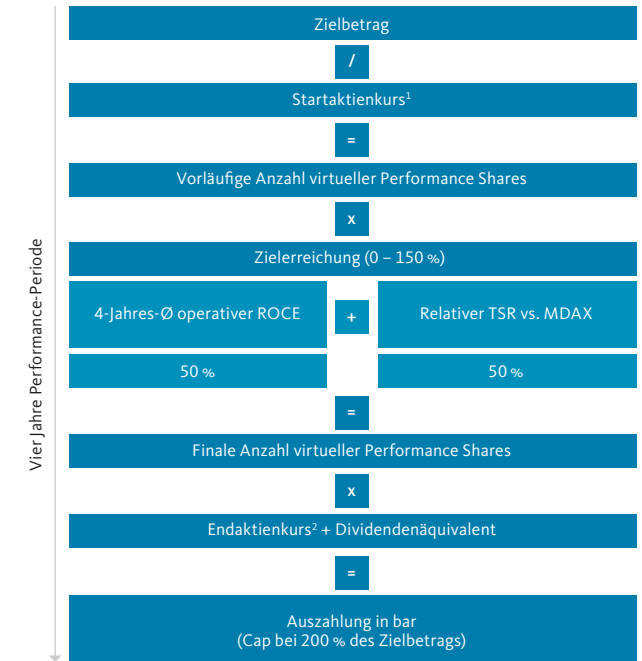 Zielbetrag
/
Startaktienkurs¹
=
Vorläufige Anzahl virtueller Performance Shares
x
Zielerreichung (0 – 150 %)
4-Jahres-Ø operativer ROCE
+
Relativer TSR vs. MDAX
50 %
50 %
=
Finale Anzahl virtueller Performance Shares
x
Endaktienkurs² + Dividendenäquivalent
=
Auszahlung in bar
(Cap bei 200 % des Zielbetrags)
Vier Jahre Performance-Periode